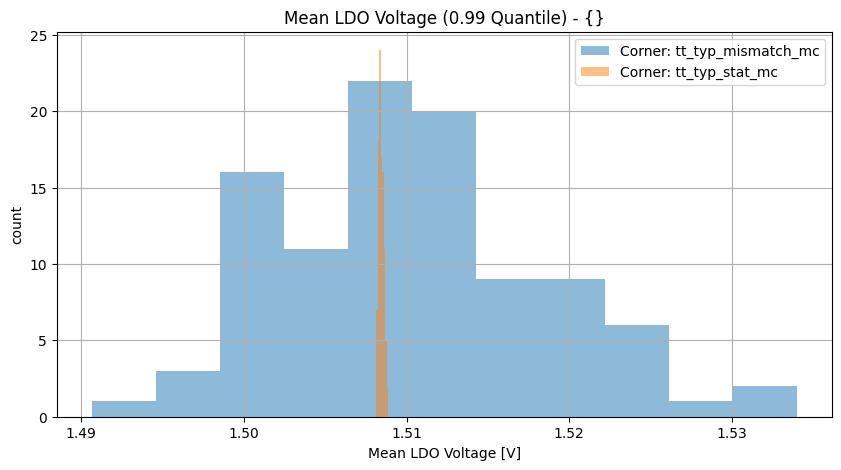 Mean LDO Voltage (0.99 Quantile) - {}
Corner: tt_typ_mismatch_mc
Corner: tt_typ_stat_mc
count
25
20
15
10
5
0
1.49
1.50
1.51
1.52
1.53
Mean LDO Voltage [V]